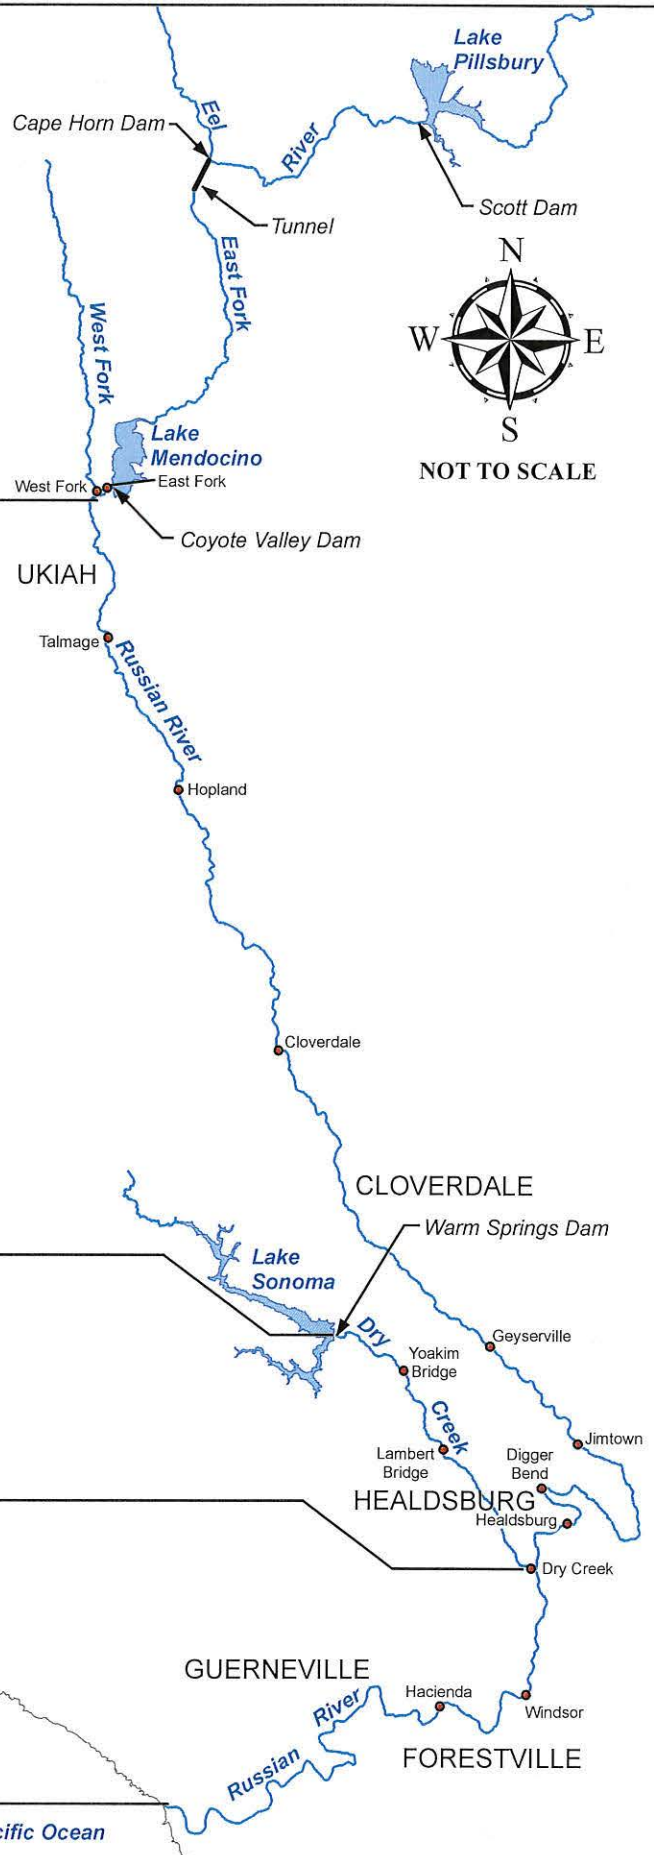 Lake
Pillsbury
Eel
River
Cape Horn Dam
Scott Dam
Tunnel
East Fork
N
W
E
S
NOT TO SCALE
West Fork
Lake
Mendocino
West Fork
East Fork
Coyote Valley Dam
UKIAH
Talmage
Russian River
Hopland
Cloverdale
CLOVERDALE
Warm Springs Dam
Lake
Sonoma
Dry
Creek
Geyserville
Yoakim
Bridge
Jimtown
Lambert
Bridge
Digger
Bend
HEALDSBURG
Healdsburg
Dry Creek
GUERNEVILLE
Hacienda
Windsor
River
Russian
FORESTVILLE
cific Ocean